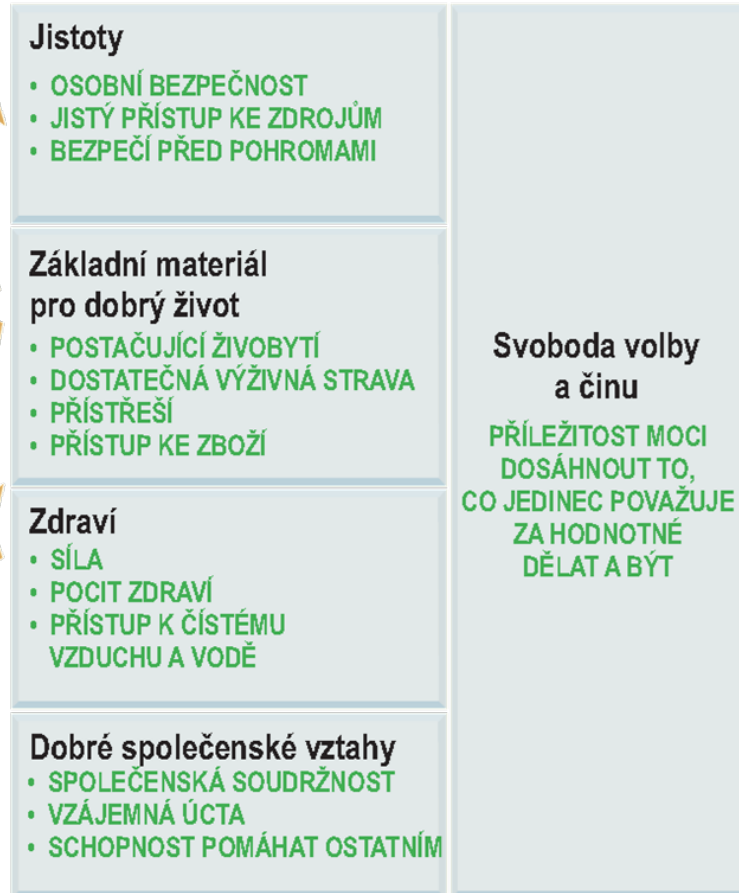 Jistoty
• OSOBNÍ BEZPEČNOST
• JISTÝ PŘÍSTUP KE ZDROJŮM
• BEZPEČÍ PŘED POHROMAMI
Základní materiál
pro dobrý život
• POSTAČUJÍCÍ ŽIVOBYTÍ
• DOSTATEČNÁ VÝŽIVNÁ STRAVA
• PŘÍSTŘEŠÍ
• PŘÍSTUP KE ZBOŽÍ
Zdraví
• SÍLA
• POCIT ZDRAVÍ
• PŘÍSTUP K ČÍSTÉMU
VZDUCHU A VODĚ
Dobré společenské vztahy
• SPOLEČENSKÁ SOUDRŽNOST
• VZÁJEMNÁ ÚCTA
• SCHOPNOST POMÁHAT OSTATNÍM
Svoboda volby
a činu
PŘÍLEŽITOST MOCI
DOSÁHNOUT TO,
CO JEDINEC POVAŽUJE
ZA HODNOTNÉ
DĚLAT A BÝT